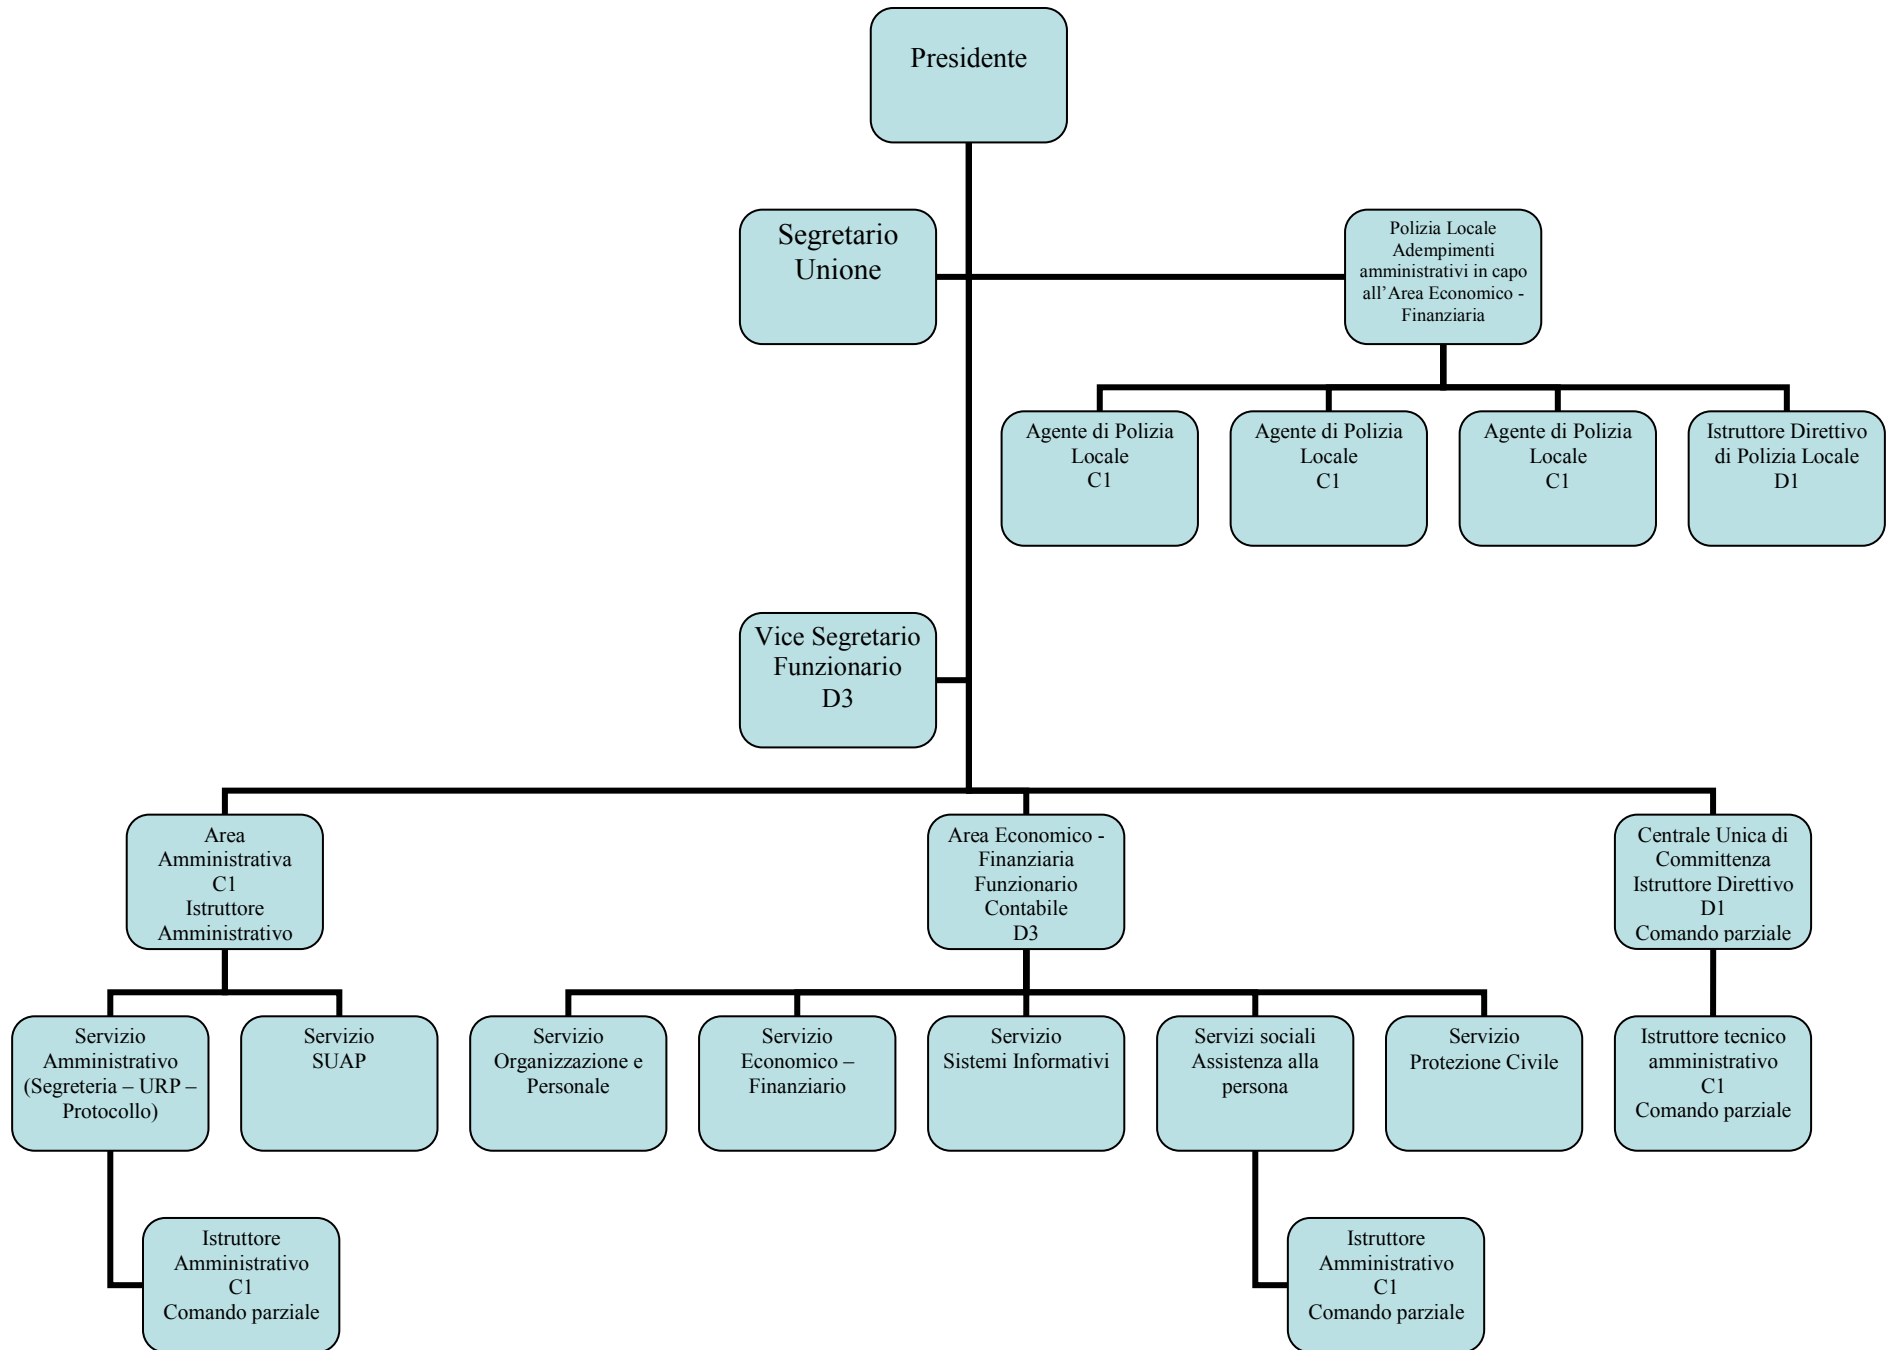 Presidente
Segretario
Unione
Polizia Locale
Adempimenti
amministrativi in capo
all’Area Economico -
Finanziaria
Agente di Polizia
Locale
C1
Agente di Polizia
Locale
C1
Agente di Polizia
Locale
C1
Istruttore Direttivo
di Polizia Locale
D1
Vice Segretario
Funzionario
D3
Area
Amministrativa
C1
Istruttore
Amministrativo
Area Economico -
Finanziaria
Funzionario
Contabile
D3
Centrale Unica di
Committenza
Istruttore Direttivo
D1
Comando parziale
Servizio
Amministrativo
(Segreteria – URP –
Protocollo)
Servizio
SUAP
Servizio
Organizzazione e
Personale
Servizio
Economico –
Finanziario
Servizio
Sistemi Informativi
Servizi sociali
Assistenza alla
persona
Servizio
Protezione Civile
Istruttore tecnico
amministrativo
C1
Comando parziale
Istruttore
Amministrativo
C1
Comando parziale
Istruttore
Amministrativo
C1
Comando parziale